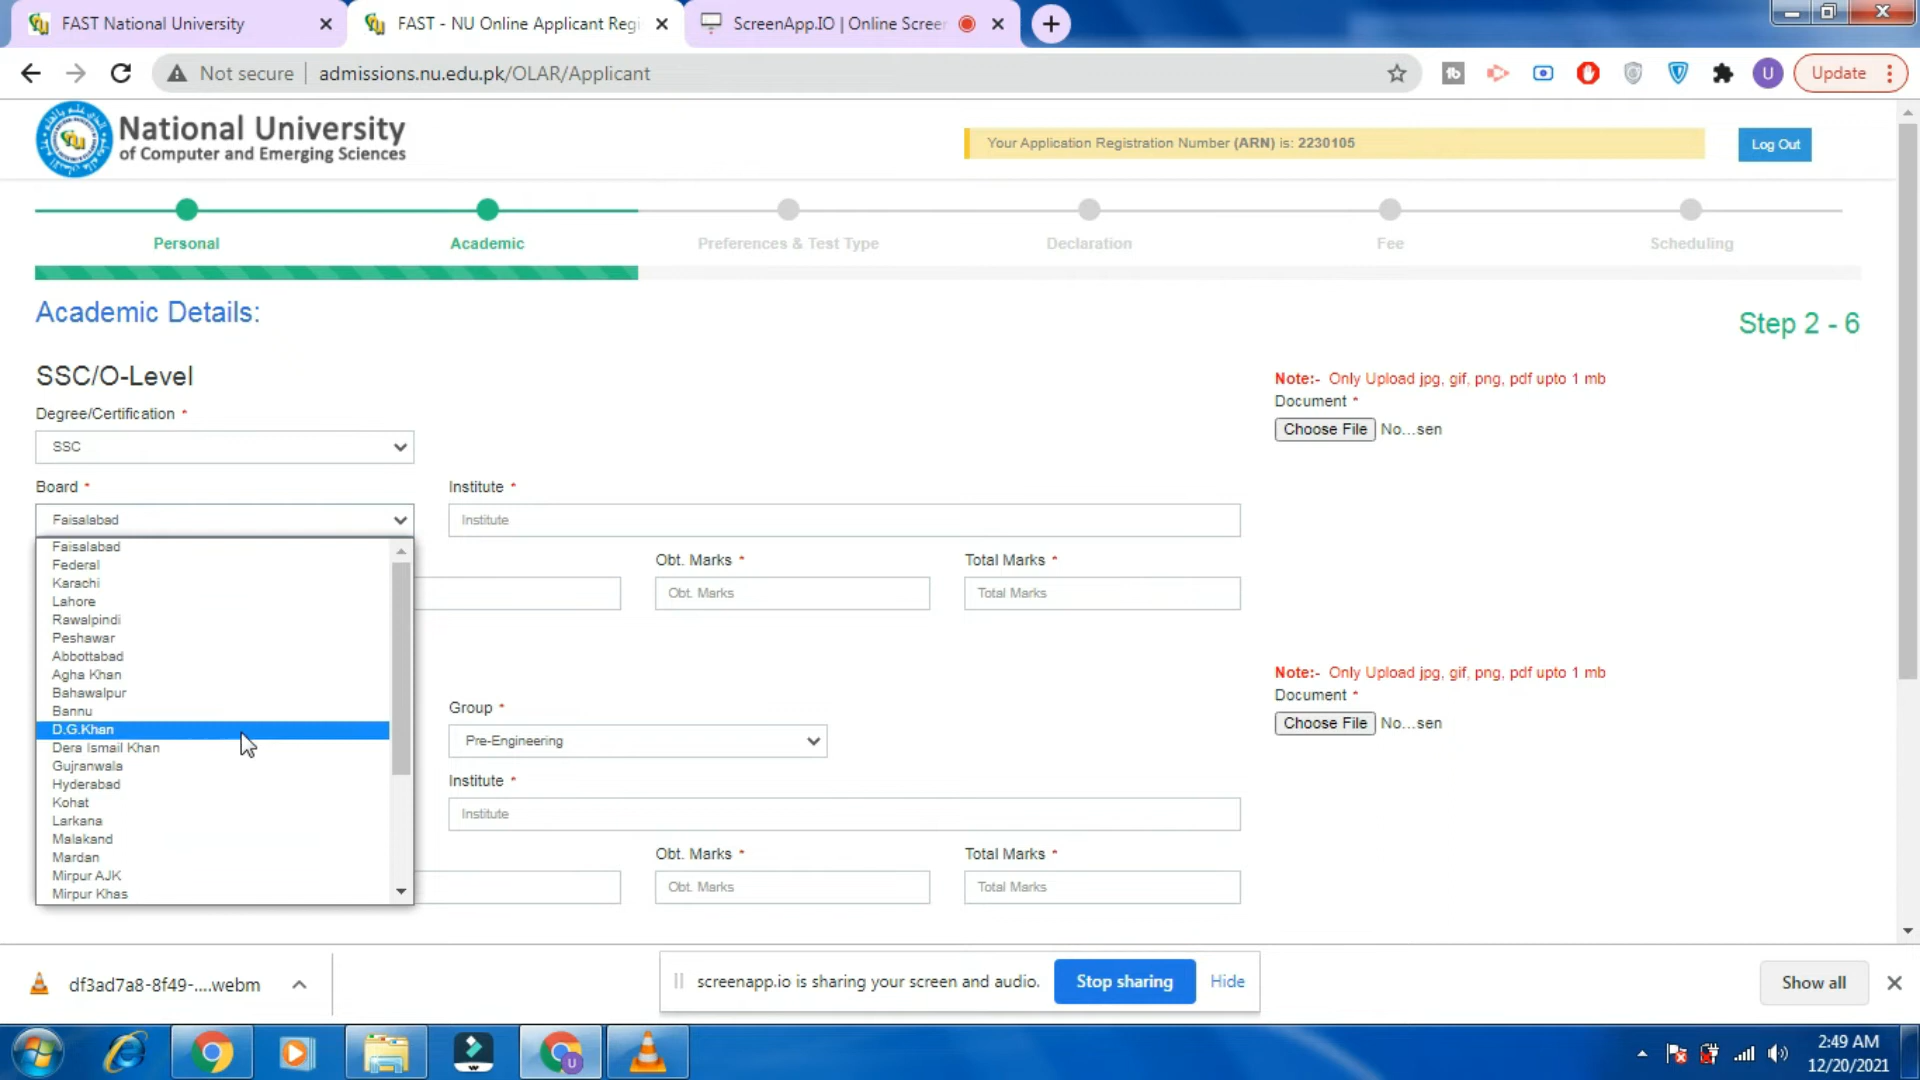 FAST National University
FAST - NU Online Applicant Regi
ScreenApp.IO | Online Screen
Not secure
admissions.nu.edu.pk/OLAR/Applicant
U
Update
National University
of Computer and Emerging Sciences
Your Application Registration Number (ARN) is: 2230105
Log Out
Personal
Academic
Preferences & Test Type
Declaration
Fee
Scheduling
Academic Details:
Step 2 - 6
SSC/O-Level
Note:- Only Upload jpg, gif, png, pdf upto 1 mb
Degree/Certification *
Document *
SSC
Choose File No...sen
Board *
Institute *
Faisalabad
Institute
Faisalabad
Federal
Karachi
Lahore
Rawalpindi
Peshawar
Abbottabad
Agha Khan
Bahawalpur
Bannu
D.G.Khan
Dera Ismail Khan
Gujranwala
Hyderabad
Kohat
Larkana
Malakand
Mardan
Mirpur AJK
Mirpur Khas
Obt. Marks *
Total Marks *
Obt. Marks
Total Marks
Note:- Only Upload jpg, gif, png, pdf upto 1 mb
Document *
Choose File No...sen
Group *
Pre-Engineering
Institute *
Institute
Obt. Marks *
Total Marks *
Obt. Marks
Total Marks
df3ad7a8-8f49-....webm
screenapp.io is sharing your screen and audio.
Stop sharing
Hide
Show all
2:49 AM
12/20/2021